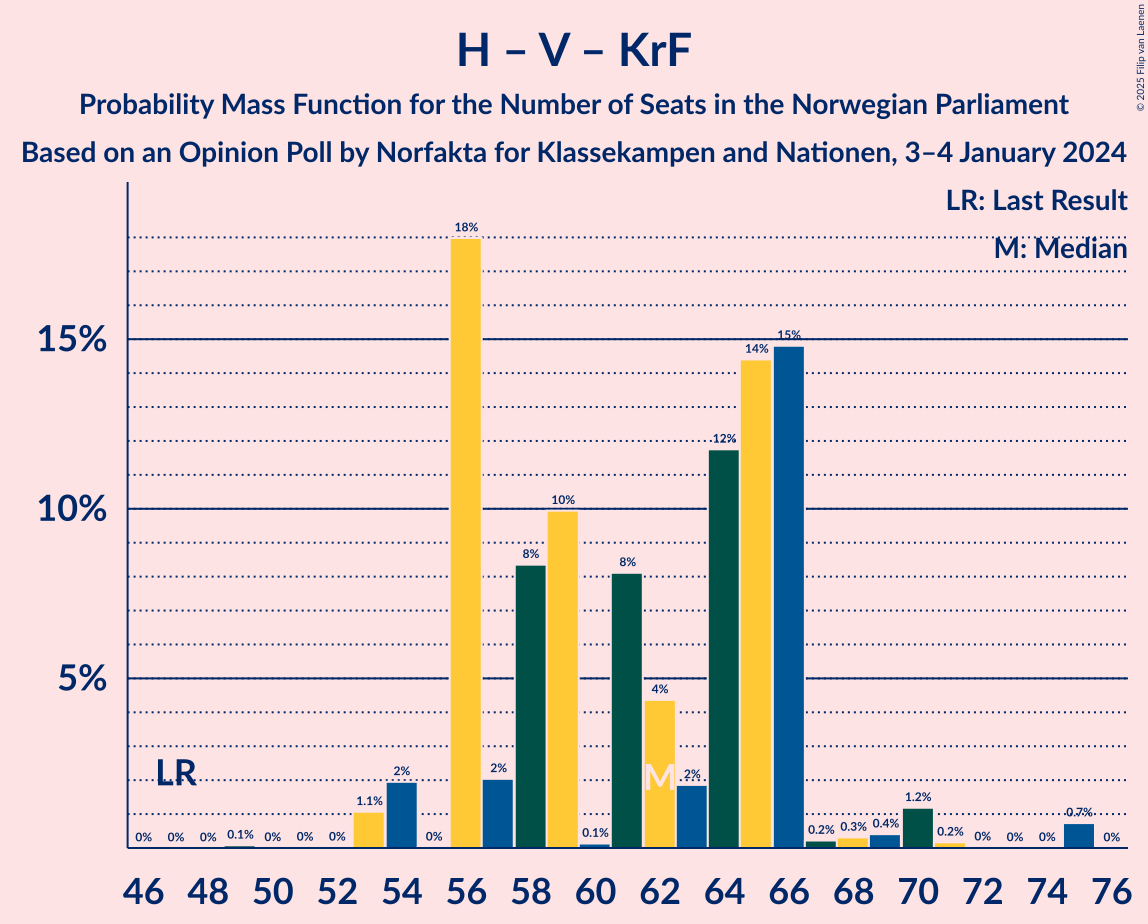 H – V – KrF
Probability Mass Function for the Number of Seats in the Norwegian Parliament
Based on an Opinion Poll by Norfakta for Klassekampen and Nationen, 3–4 January 2024
© 2025 Filip van Laenen
LR: Last Result
M: Median
15%
10%
5%
0% 0% 0% 0.1% 0% 0% 0% 1.1% 2% 0% 18% 2% 8% 10% 0.1% 8% 4% 2% 12% 14% 15% 0.2% 0.3% 0.4% 1.2% 0.2% 0% 0% 0% 0.7% 0%
LR
M
46 48 50 52 54 56 58 60 62 64 66 68 70 72 74 76